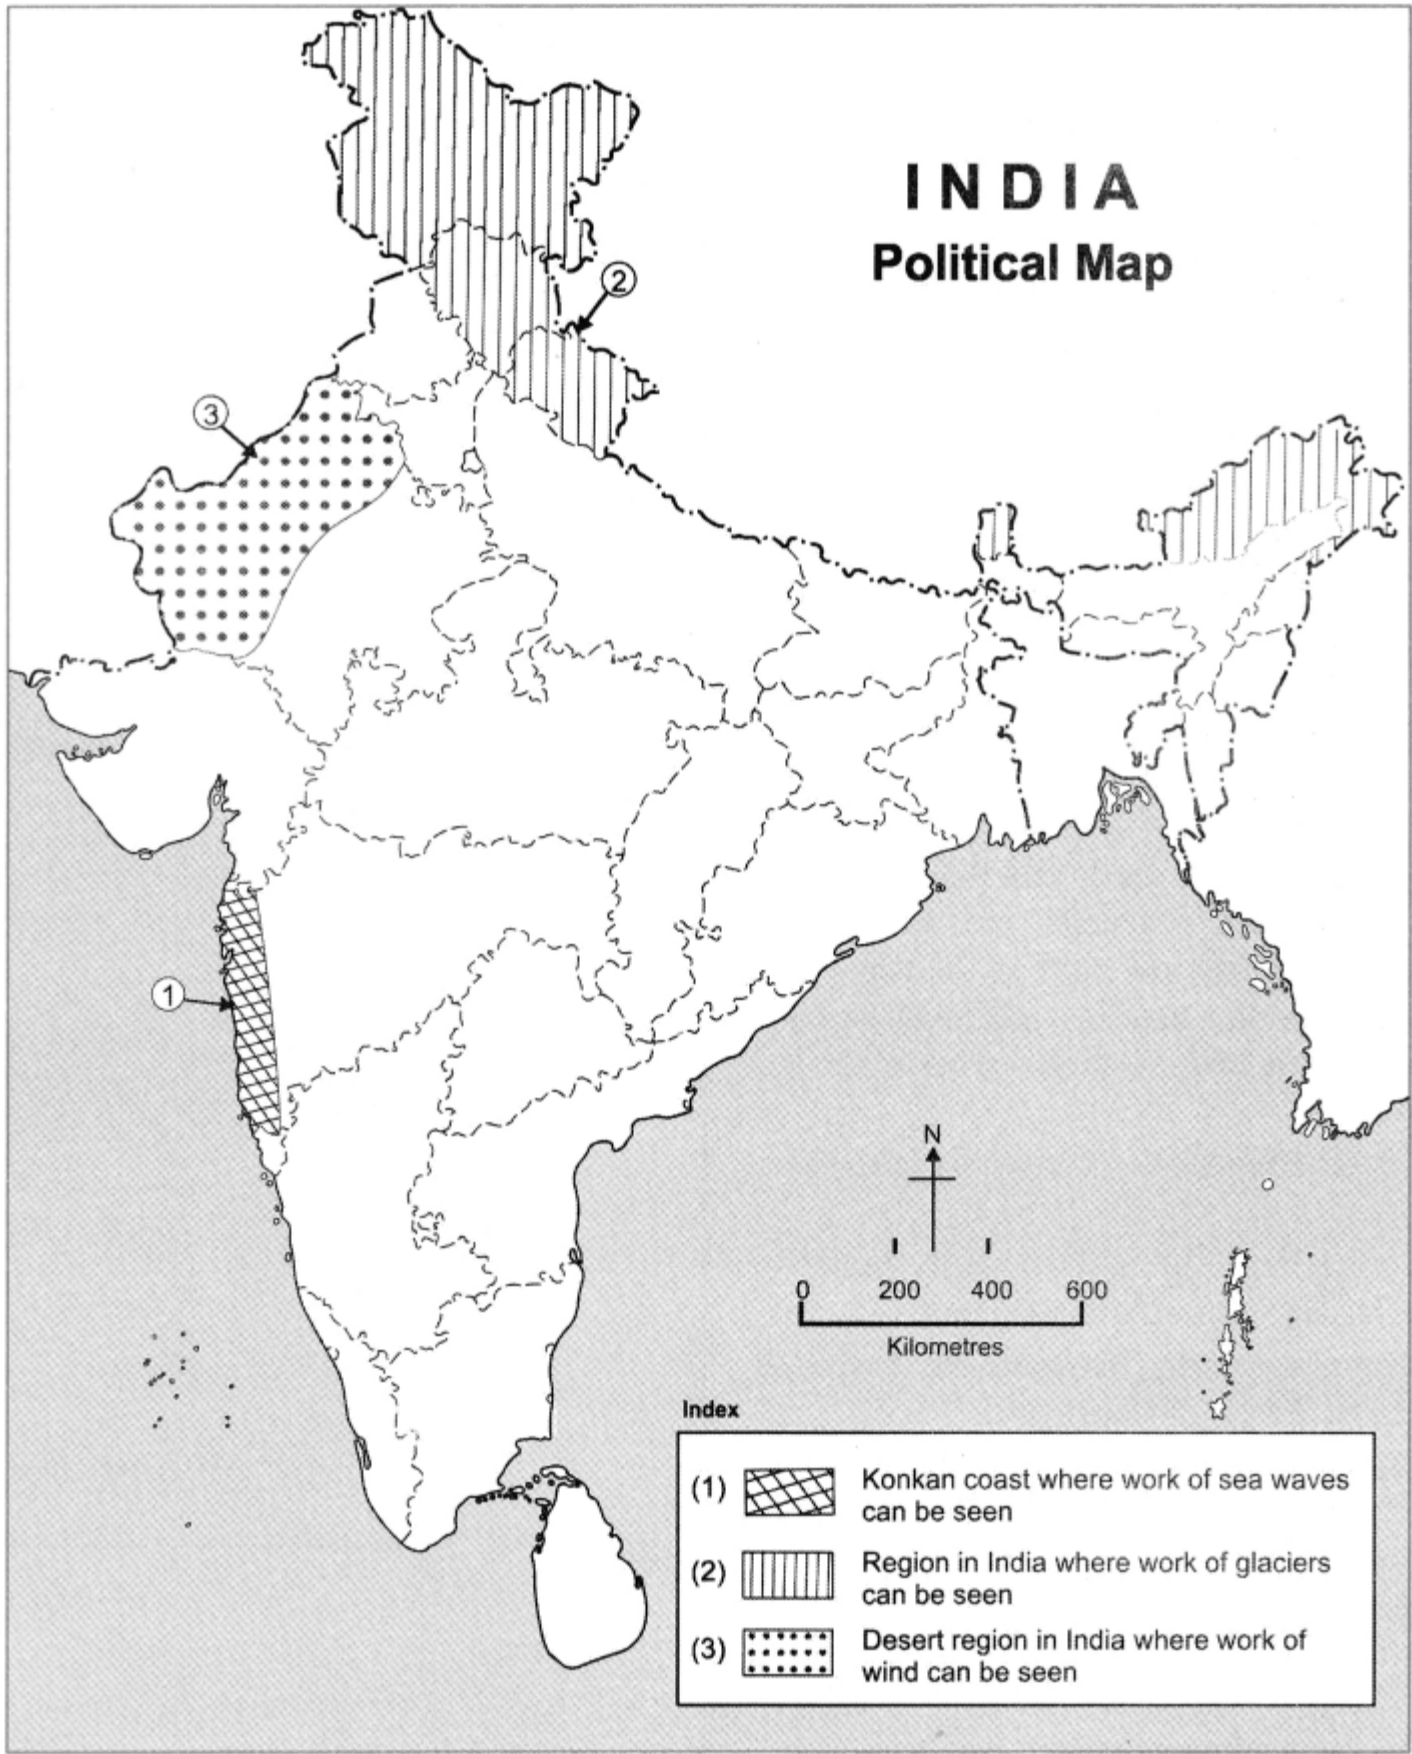 INDIA
Political Map
2
3
1
N
0 200 400 600
Kilometres
Index
(1) Konkan coast where work of sea waves
can be seen
(2) Region in India where work of glaciers
can be seen
(3) Desert region in India where work of
wind can be seen